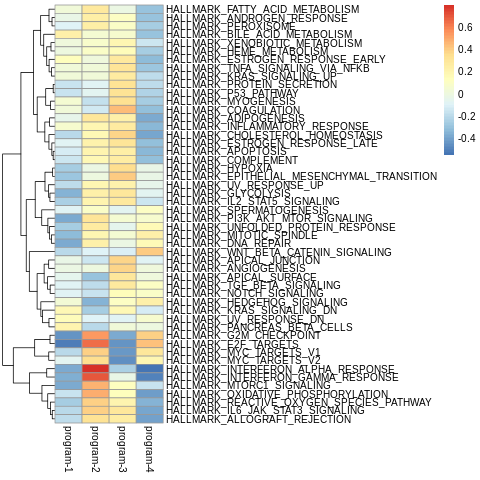 HALLMARK_FATTY_ACID_METABOLISM
HALLMARK_ANDROGEN_RESPONSE
HALLMARK_PEROXISOME
HALLMARK_BILE_ACID_METABOLISM
HALLMARK_XENOBIOTIC_METABOLISM
HALLMARK_HEME_METABOLISM
HALLMARK_ESTROGEN_RESPONSE_EARLY
HALLMARK_TNFA_SIGNALING_VIA_NFKB
HALLMARK_KRAS_SIGNALING_UP
HALLMARK_PROTEIN_SECRETION
HALLMARK_P53_PATHWAY
HALLMARK_MYOGENESIS
HALLMARK_COAGULATION
HALLMARK_ADIPOGENESIS
HALLMARK_INFLAMMATORY_RESPONSE
HALLMARK_CHOLESTEROL_HOMEOSTASIS
HALLMARK_ESTROGEN_RESPONSE_LATE
HALLMARK_APOPTOSIS
HALLMARK_COMPLEMENT
HALLMARK_HYPOXIA
HALLMARK_EPITHELIAL_MESENCHYMAL_TRANSITION
HALLMARK_UV_RESPONSE_UP
HALLMARK_GLYCOLYSIS
HALLMARK_IL2_STAT5_SIGNALING
HALLMARK_SPERMATOGENESIS
HALLMARK_PI3K_AKT_MTOR_SIGNALING
HALLMARK_UNFOLDED_PROTEIN_RESPONSE
HALLMARK_MITOTIC_SPINDLE
HALLMARK_DNA_REPAIR
HALLMARK_WNT_BETA_CATENIN_SIGNALING
HALLMARK_APICAL_JUNCTION
HALLMARK_ANGIOGENESIS
HALLMARK_APICAL_SURFACE
HALLMARK_TGF_BETA_SIGNALING
HALLMARK_NOTCH_SIGNALING
HALLMARK_HEDGEHOG_SIGNALING
HALLMARK_KRAS_SIGNALING_DN
HALLMARK_UV_RESPONSE_DN
HALLMARK_PANCREAS_BETA_CELLS
HALLMARK_G2M_CHECKPOINT
HALLMARK_E2F_TARGETS
HALLMARK_MYC_TARGETS_V1
HALLMARK_MYC_TARGETS_V2
HALLMARK_INTERFERON_ALPHA_RESPONSE
HALLMARK_INTERFERON_GAMMA_RESPONSE
HALLMARK_MTORC1_SIGNALING
HALLMARK_OXIDATIVE_PHOSPHORYLATION
HALLMARK_REACTIVE_OXYGEN_SPECIES_PATHWAY
HALLMARK_IL6_JAK_STAT3_SIGNALING
HALLMARK_ALLOGRAFT_REJECTION
program-1
program-2
program-3
program-4
0.6
0.4
0.2
0
-0.2
-0.4